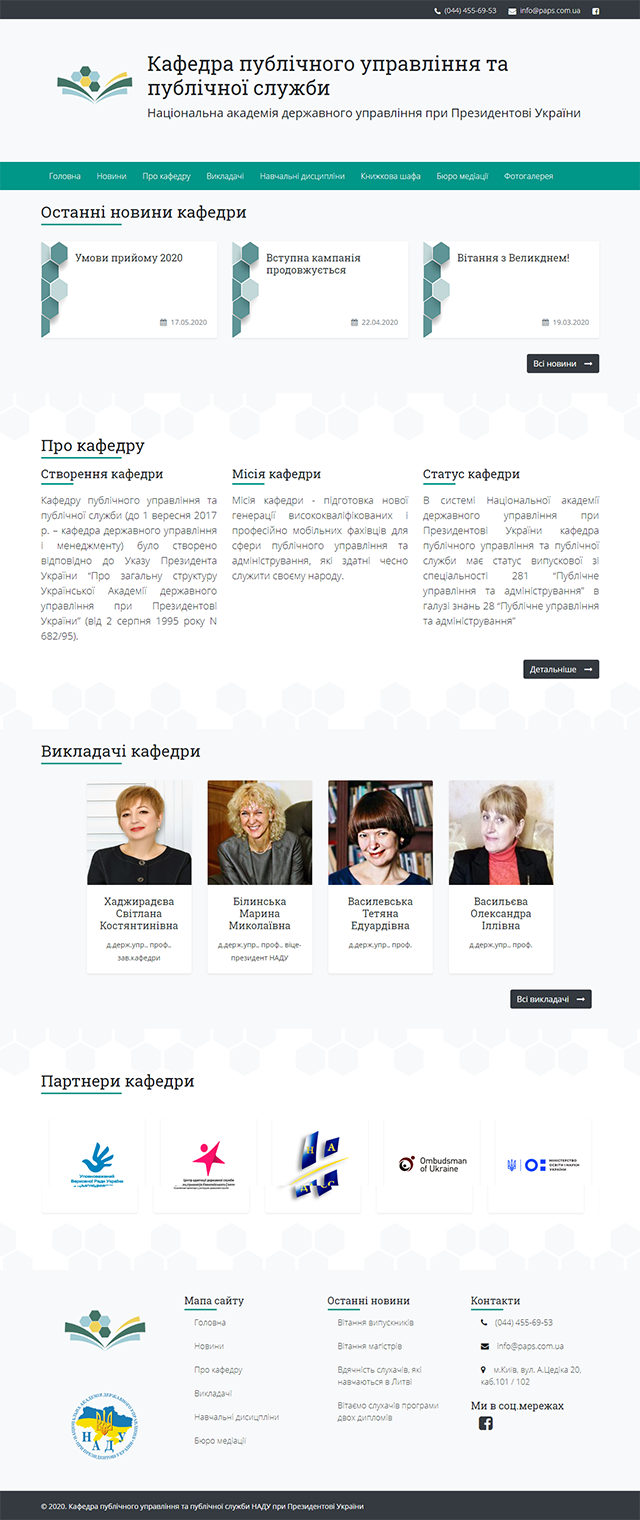 (044) 455-69-53
info@paps.com.ua
Кафедра публічного управління та
публічної служби
Національна академія державного управління при Президентові України
Головна
Новини
Про кафедру
Викладачі
Навчальні дисципліни
Книжкова шафа
Бюро медіації
Фотогалерея
Останні новини кафедри
Умови прийому 2020
17.05.2020
Вступна кампанія
продовжується
22.04.2020
Вітання з Великднем!
19.03.2020
Всі новини
Про кафедру
Створення кафедри
Кафедру публічного управління та
публічної служби (до 1 вересня 2017
р. – кафедра державного управління
і менеджменту) було створено
відповідно до Указу Президента
України “Про загальну структуру
Української Академії державного
управління при Президентові
України” (від 2 серпня 1995 року N
682/95).
Місія кафедри
Місія кафедри - підготовка нової
генерації висококваліфікованих і
професійно мобільних фахівців для
сфери публічного управління та
адміністрування, які здатні чесно
служити своєму народу.
Статус кафедри
В системі Національної академії
державного управління при
Президентові України кафедра
публічного управління та публічної
служби має статус випускової зі
спеціальності 281 “Публічне
управління та адміністрування” в
галузі знань 28 “Публічне управління
та адміністрування”
Детальніше
Викладачі кафедри
Хаджирадєва
Світлана
Костянтинівна
д.держ.упр., проф.,
зав.кафедри
Білинська
Марина
Миколаївна
д.держ.упр., проф., віце-
президент НАДУ
Василевська
Тетяна
Едуардівна
д.держ.упр., проф.
Васильєва
Олександра
Іллівна
д.держ.упр., проф.
Всі викладачі
Партнери кафедри
Уповноважений
Верховної Ради України
Центр адаптації державної служби
Н А
Д С
Ombudsman
of Ukraine
МІНІСТЕРСТВО
ОСВІТИ І НАУКИ
УКРАЇНИ
Мапа сайту
Головна
Новини
Про кафедру
Викладачі
Навчальні дисципліни
Бюро медіації
Останні новини
Вітання випускників
Вітання магістрів
Вдячність слухачів, які
навчаються в Литві
Вітаємо слухачів програми
двох дипломів
Контакти
(044) 455-69-53
info@paps.com.ua
м.Київ, вул. А.Цедіка 20,
каб.101 / 102
Ми в соц.мережах
НАЦІОНАЛЬНА АКАДЕМІЯ ДЕРЖАВНОГО УПРАВЛІННЯ
ПРИ ПРЕЗИДЕНТОВІ УКРАЇНИ
НАДУ
© 2020. Кафедра публічного управління та публічної служби НАДУ при Президентові України